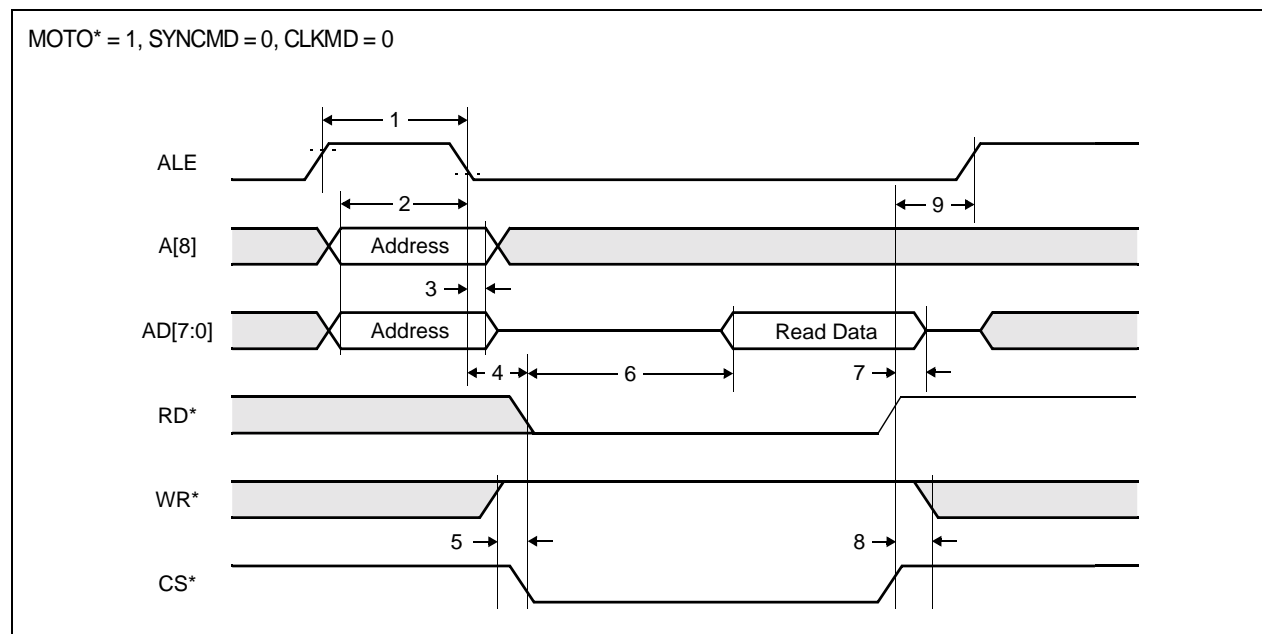 MOTO* = 1, SYNCMD = 0, CLKMD = 0
1
ALE
2
9
A[8]
Address
3
AD[7:0]
Address
Read Data
4
6
7
RD*
WR*
5
8
CS*